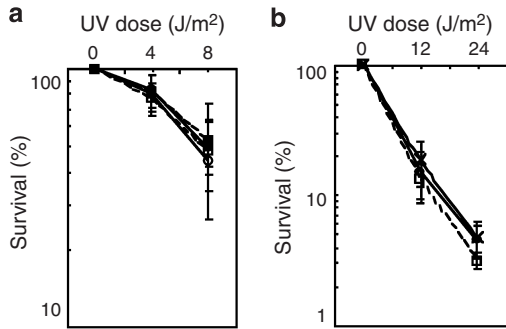 a
UV dose (J/m²)
0 4 8
100
Survival (%)
10
b
UV dose (J/m²)
0 12 24
100
10
Survival (%)
1